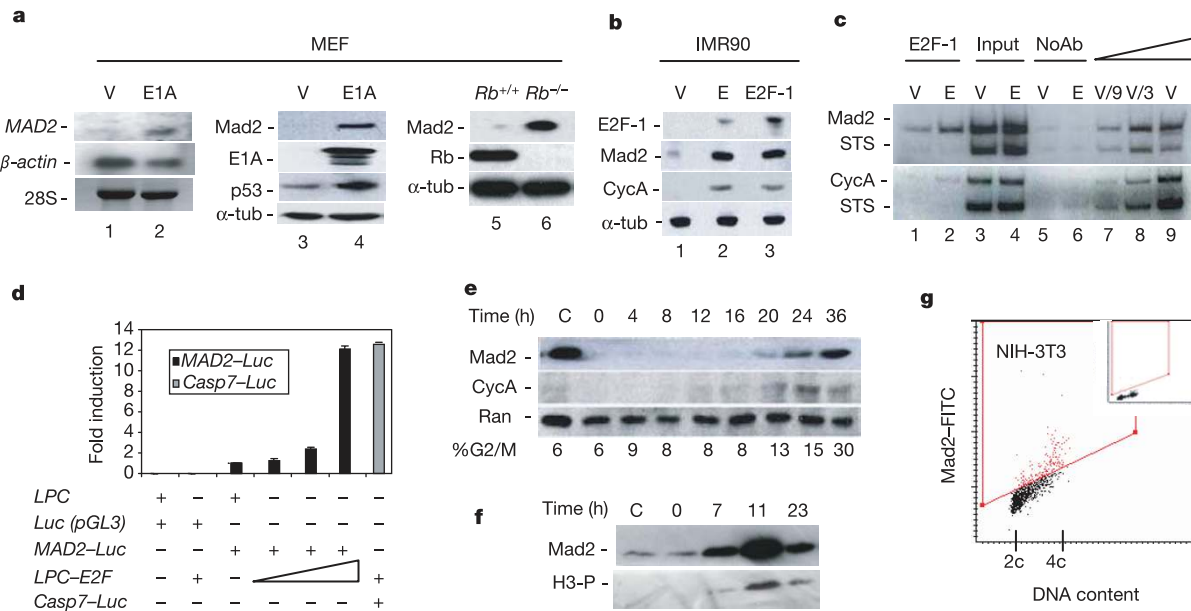 a
MEF
V E1A
MAD2 -
β-actin -
28S -
1 2
V E1A
Mad2 -
E1A -
p53 -
α-tub -
3 4
Rb+/+ Rb−/−
Mad2 -
Rb -
α-tub -
5 6
b
IMR90
V E E2F-1
E2F-1 -
Mad2 -
CycA -
α-tub -
1 2 3
c
E2F-1 Input NoAb
V E V E V E V/9 V/3 V
Mad2 -
STS -
CycA -
STS -
1 2 3 4 5 6 7 8 9
d
Fold induction
14
12
10
8
6
4
2
0
MAD2–Luc
Casp7–Luc
LPC + − + − − − −
Luc (pGL3) + + − − − − −
MAD2–Luc − − + + + + −
LPC–E2F − + − +
Casp7–Luc − − − − − − +
e
Time (h) C 0 4 8 12 16 20 24 36
Mad2 -
CycA -
Ran -
%G2/M 6 6 9 8 8 8 13 15 30
f
Time (h) C 0 7 11 23
Mad2 -
H3-P -
g
NIH-3T3
Mad2–FITC
2c 4c
DNA content